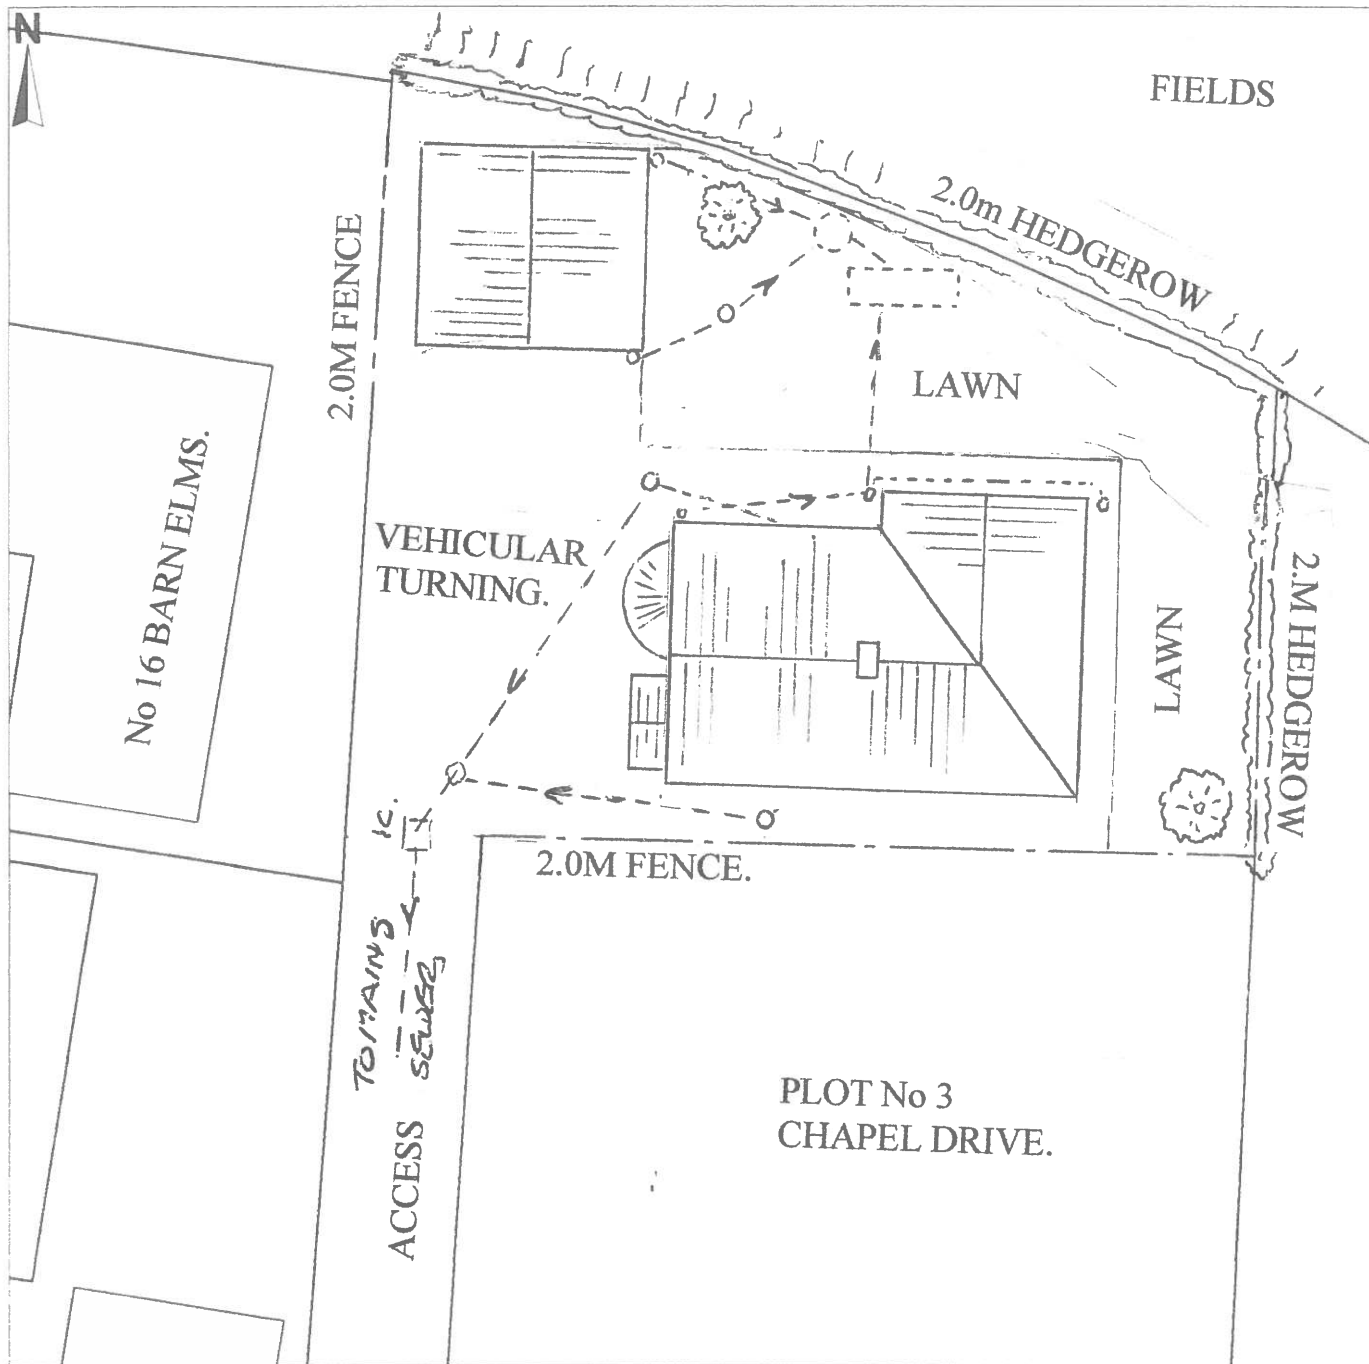 N
FIELDS
2.0m HEDGEROW
2.0M FENCE
LAWN
No 16 BARN ELMS.
VEHICULAR
TURNING.
LAWN
2.M HEDGEROW
IC.
2.0M FENCE.
TO MAINS
SEWER
ACCESS
PLOT No 3
CHAPEL DRIVE.